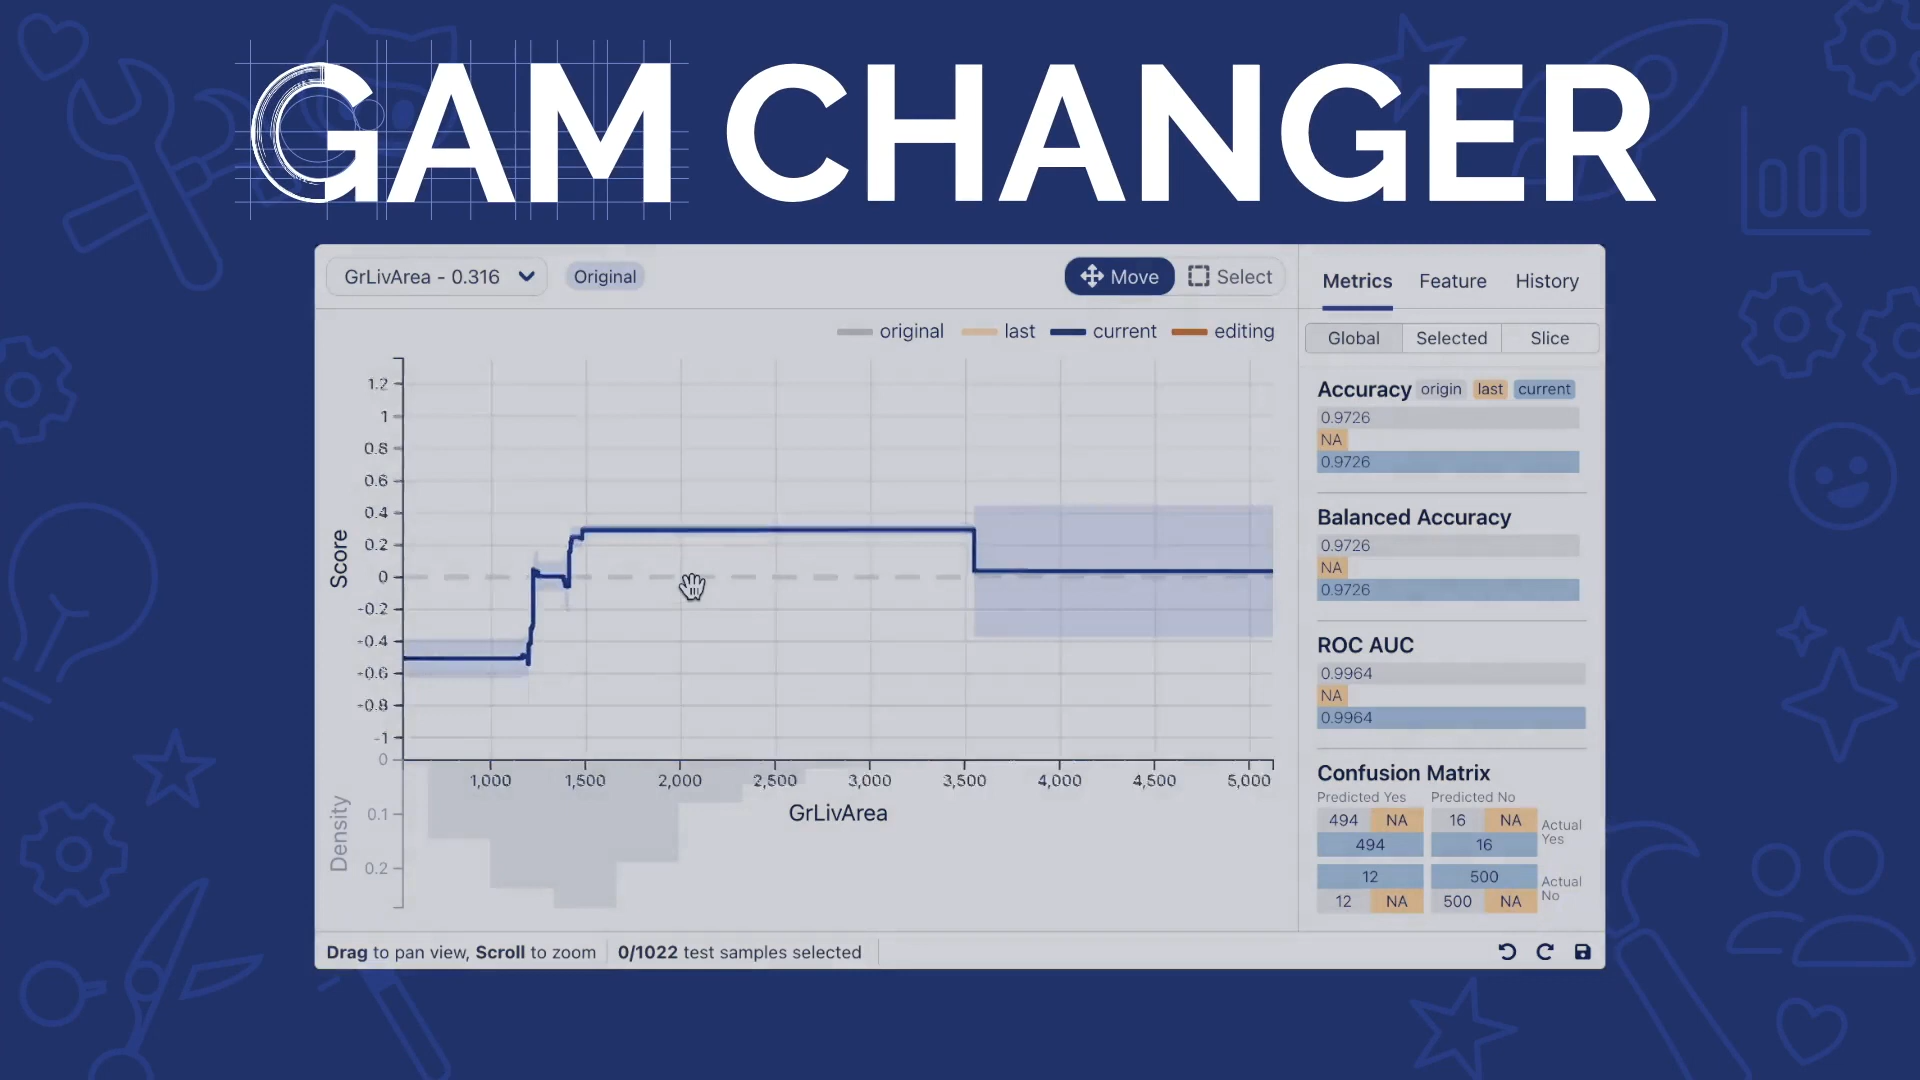 GAM CHANGER
GrLivArea - 0.316 Original Move Select
original last current editing
Score
1.2
1
0.8
0.6
0.4
0.2
0
-0.2
-0.4
-0.6
-0.8
-1
0
1,000 1,500 2,000 2,500 3,000 3,500 4,000 4,500 5,000
GrLivArea
Density
0.1
0.2
Drag to pan view, Scroll to zoom 0/1022 test samples selected
Metrics Feature History
Global Selected Slice
Accuracy origin last current
0.9726
NA
0.9726
Balanced Accuracy
0.9726
NA
0.9726
ROC AUC
0.9964
NA
0.9964
Confusion Matrix
Predicted Yes Predicted No
494 NA 16 NA Actual
494 16 Yes
12 500 Actual
12 NA 500 NA No